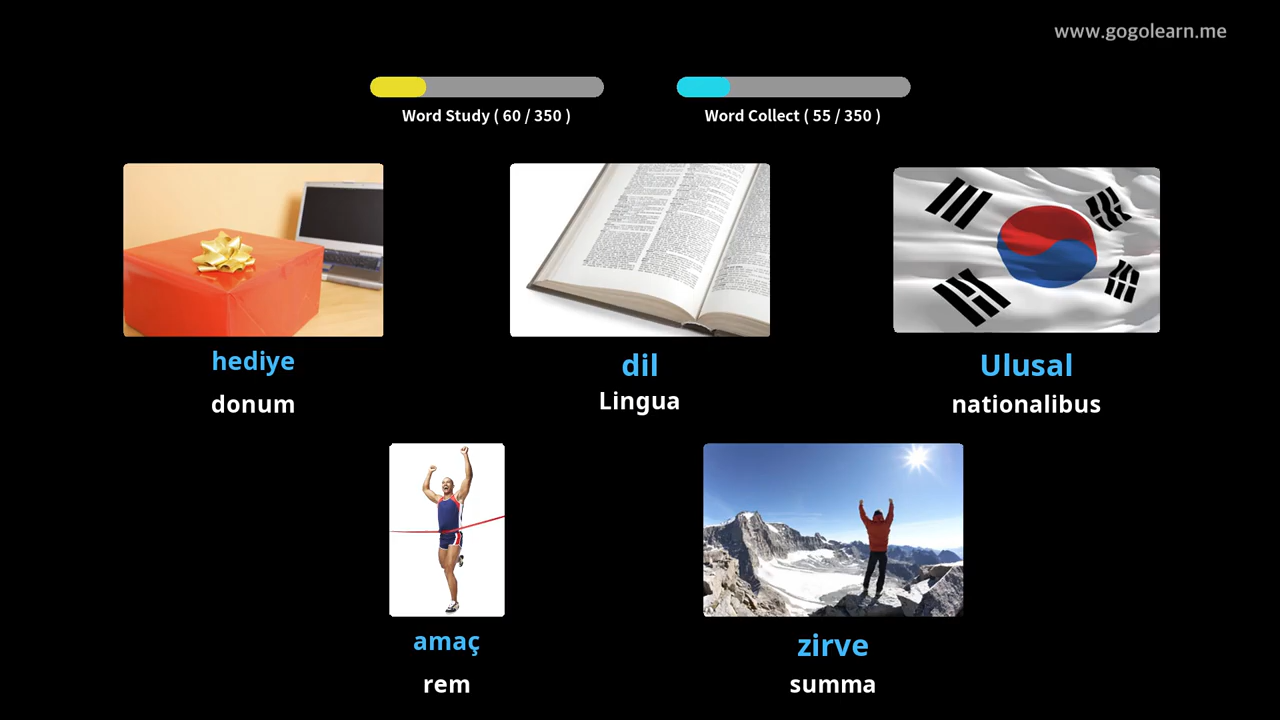 www.gogolearn.me
Word Study ( 60 / 350 )
Word Collect ( 55 / 350 )
hediye
donum
dil
Lingua
Ulusal
nationalibus
amaç
rem
zirve
summa